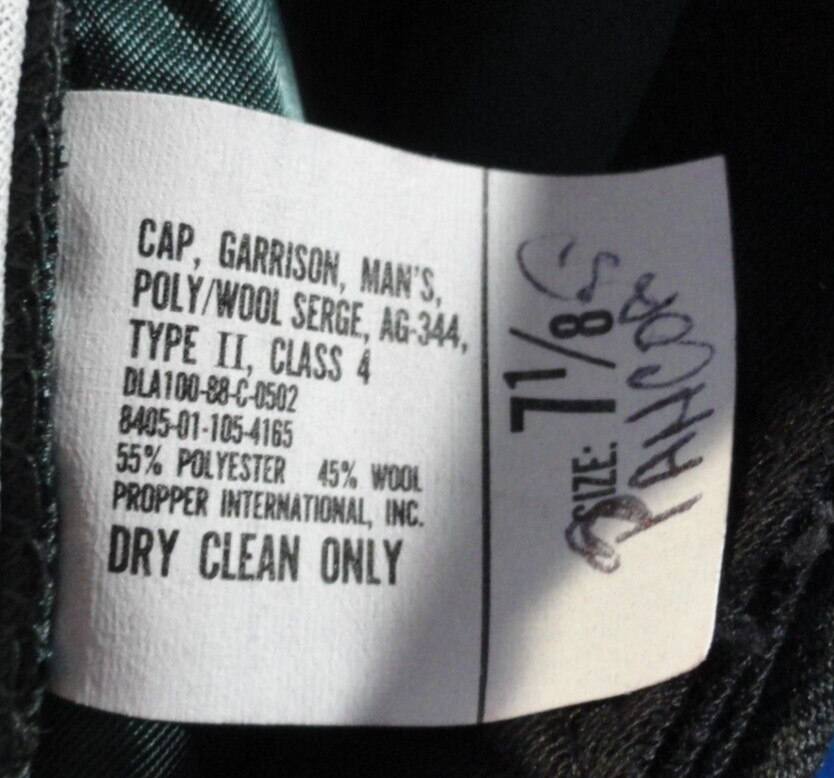 CAP, GARRISON, MAN'S,
POLY/WOOL SERGE, AG-344,
TYPE II, CLASS 4
DLA100-88-C-0502
8405-01-105-4165
55% POLYESTER 45% WOOL
PROPPER INTERNATIONAL, INC.
DRY CLEAN ONLY
SIZE: 7 1/8